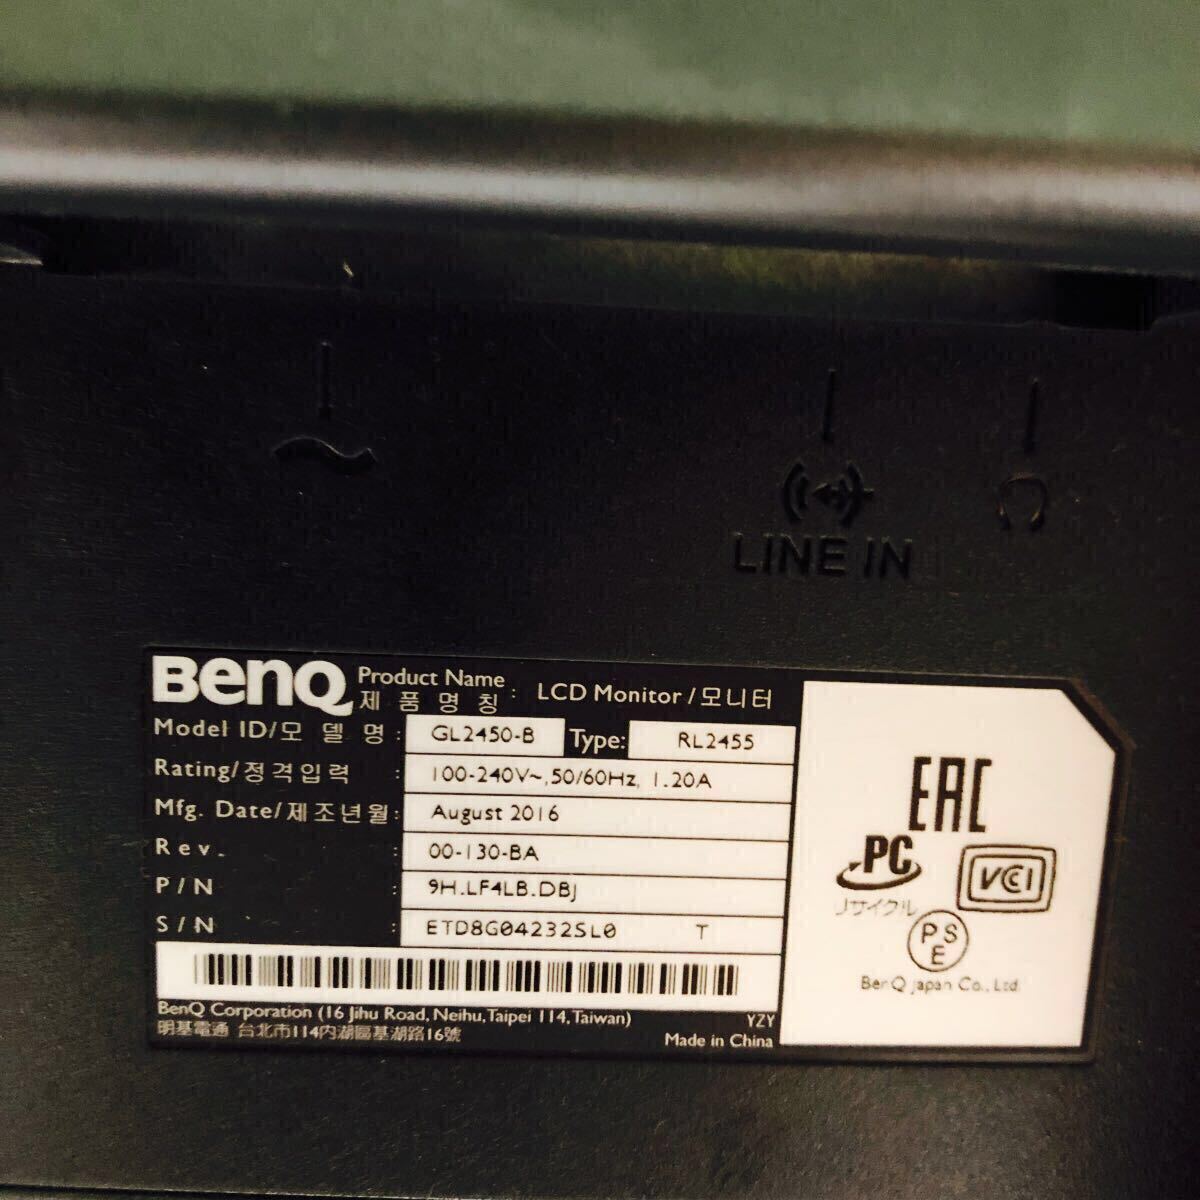 LINE IN
BenQ Product Name
제 품 명 칭 : LCD Monitor / 모니터
Model ID/모 델 명 : GL2450-B Type: RL2455
Rating/정격입력 : 100-240V~,50/60Hz, 1.20A
Mfg. Date/제조년월: August 2016
Rev. : 00-130-BA
P/N : 9H.LF4LB.DBJ
S/N : ETD8G04232SL0 T
BenQ Corporation (16 Jihu Road, Neihu,Taipei 114,Taiwan) YZY
明基電通 台北市114內湖區基湖路16號
Made in China
EAC
PC
リサイクル
VCCI
PSE
BenQ Japan Co., Ltd.